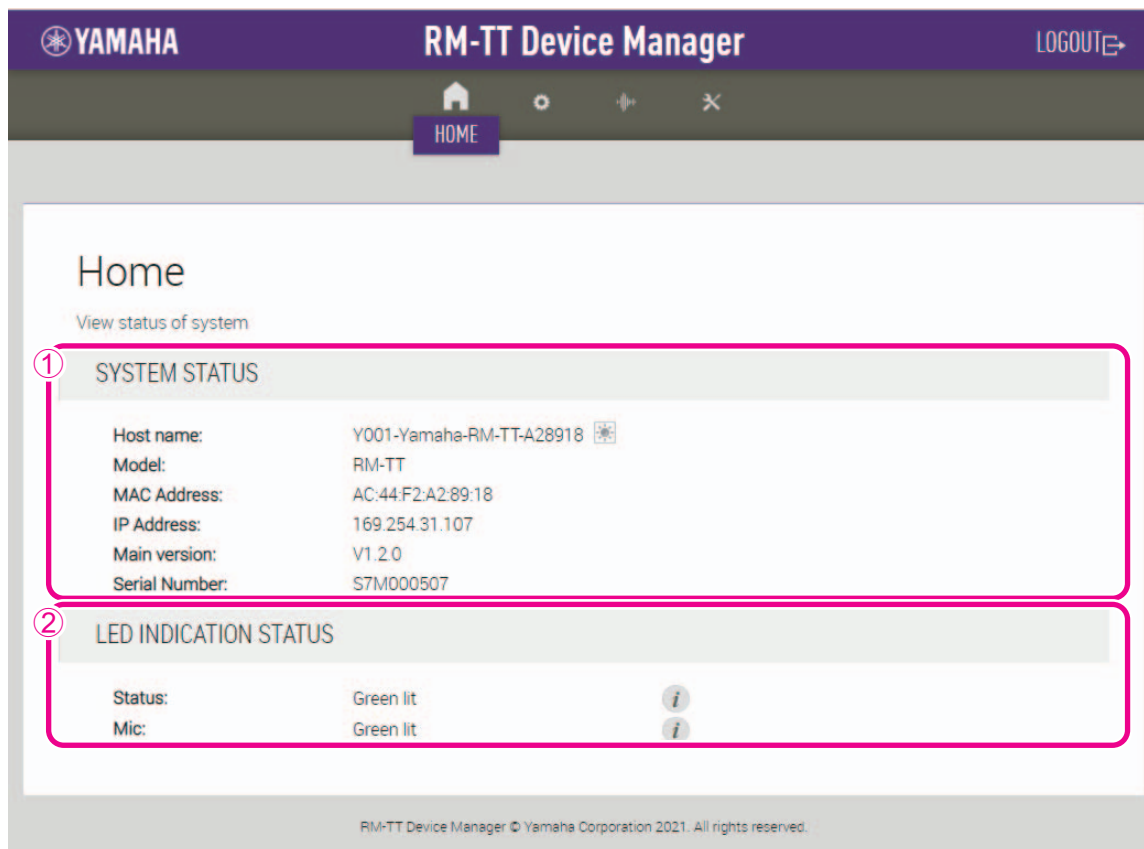 YAMAHA
RM-TT Device Manager
LOGOUT
HOME
Home
View status of system
①
SYSTEM STATUS
Host name: Y001-Yamaha-RM-TT-A28918
Model: RM-TT
MAC Address: AC:44:F2:A2:89:18
IP Address: 169.254.31.107
Main version: V1.2.0
Serial Number: S7M000507
②
LED INDICATION STATUS
Status: Green lit i
Mic: Green lit i
RM-TT Device Manager © Yamaha Corporation 2021. All rights reserved.